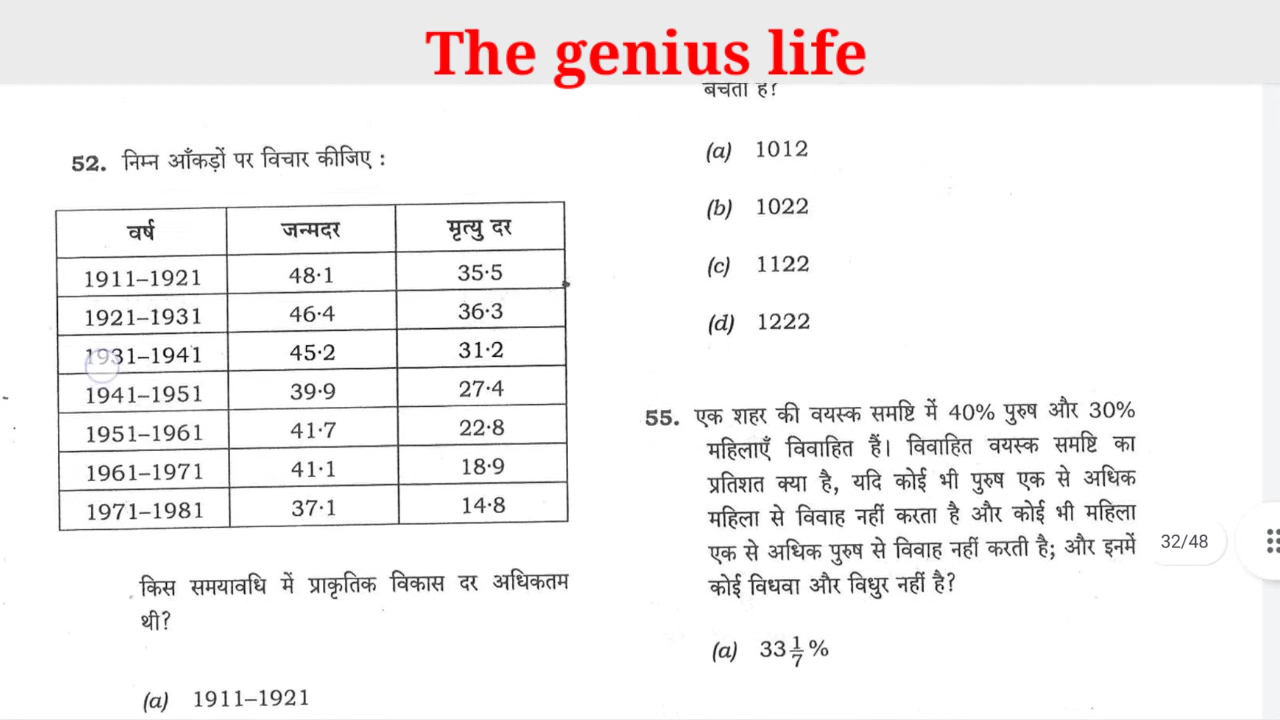 The genius life
52. निम्न आँकड़ों पर विचार कीजिए :
वर्ष जन्मदर मृत्यु दर
1911–1921 48·1 35·5
1921–1931 46·4 36·3
1931–1941 45·2 31·2
1941–1951 39·9 27·4
1951–1961 41·7 22·8
1961–1971 41·1 18·9
1971–1981 37·1 14·8
किस समयावधि में प्राकृतिक विकास दर अधिकतम
थी?
(a) 1911–1921
बचता है?
(a) 1012
(b) 1022
(c) 1122
(d) 1222
55. एक शहर की वयस्क समष्टि में 40% पुरुष और 30%
महिलाएँ विवाहित हैं। विवाहित वयस्क समष्टि का
प्रतिशत क्या है, यदि कोई भी पुरुष एक से अधिक
महिला से विवाह नहीं करता है और कोई भी महिला
एक से अधिक पुरुष से विवाह नहीं करती है; और इनमें
कोई विधवा और विधुर नहीं है?
(a) 33 1/7 %
32/48